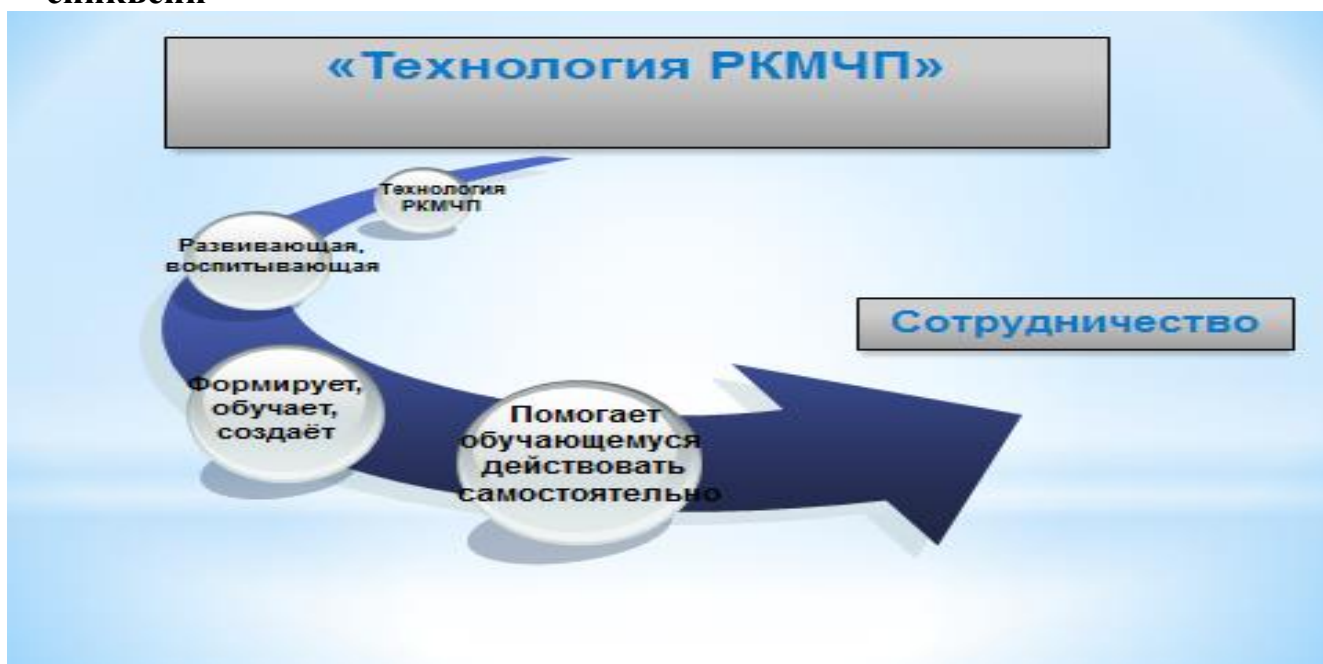 «Технология РКМЧП»
Технология
РКМЧП
Развивающая,
воспитывающая
Формирует,
обучает,
создаёт
Помогает
обучающемуся
действовать
самостоятельно
Сотрудничество